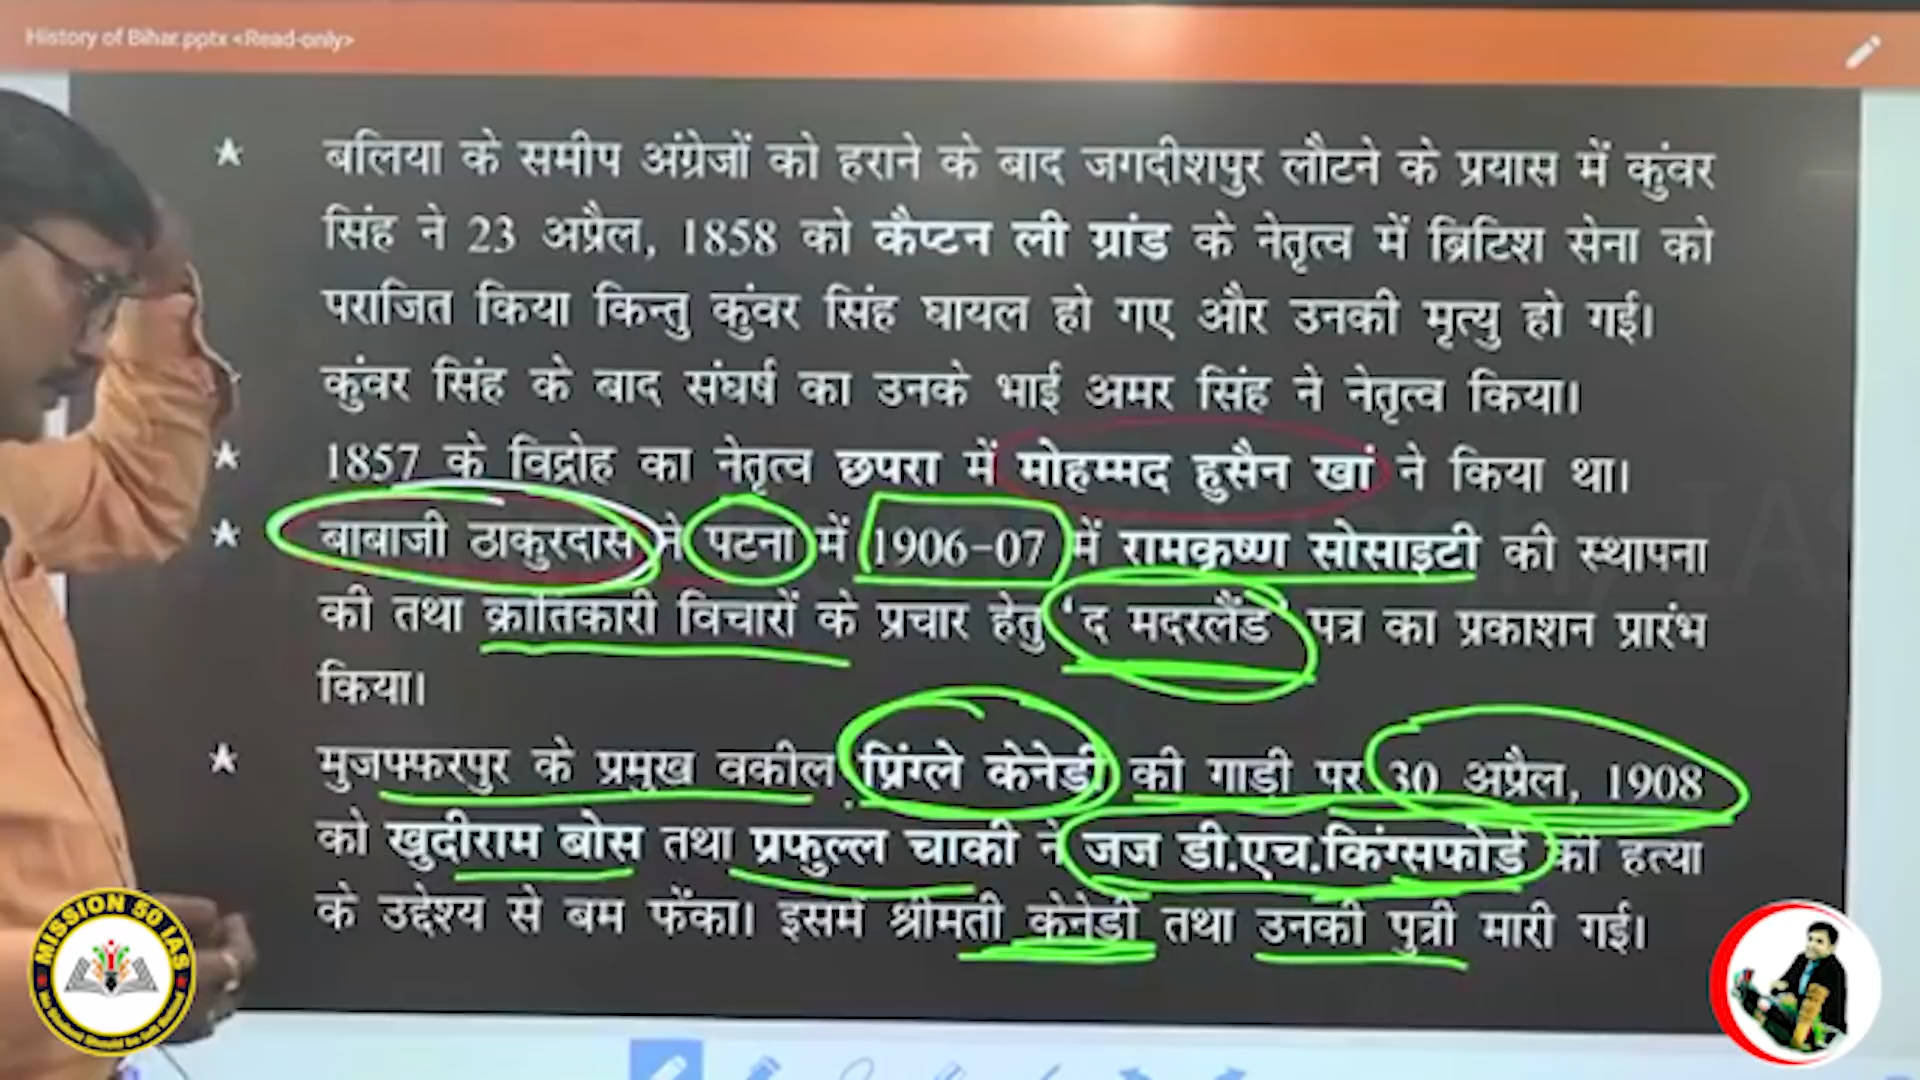 History of Bihar.pptx <Read-only>
★ बलिया के समीप अंग्रेजों को हराने के बाद जगदीशपुर लौटने के प्रयास में कुंवर
सिंह ने 23 अप्रैल, 1858 को कैप्टन ली ग्रांड के नेतृत्व में ब्रिटिश सेना को
पराजित किया किन्तु कुंवर सिंह घायल हो गए और उनकी मृत्यु हो गई।
कुंवर सिंह के बाद संघर्ष का उनके भाई अमर सिंह ने नेतृत्व किया।
★ 1857 के विद्रोह का नेतृत्व छपरा में मोहम्मद हुसैन खां ने किया था।
★ बाबाजी ठाकुरदास ने पटना में 1906-07 में रामकृष्ण सोसाइटी की स्थापना
की तथा क्रांतिकारी विचारों के प्रचार हेतु 'द मदरलैंड' पत्र का प्रकाशन प्रारंभ
किया।
★ मुजफ्फरपुर के प्रमुख वकील प्रिंग्ले केनेडी की गाड़ी पर 30 अप्रैल, 1908
को खुदीराम बोस तथा प्रफुल्ल चाकी ने जज डी.एच.किंग्सफोर्ड की हत्या
के उद्देश्य से बम फेंका। इसमें श्रीमती केनेडी तथा उनकी पुत्री मारी गई।
MISSION 50 IAS